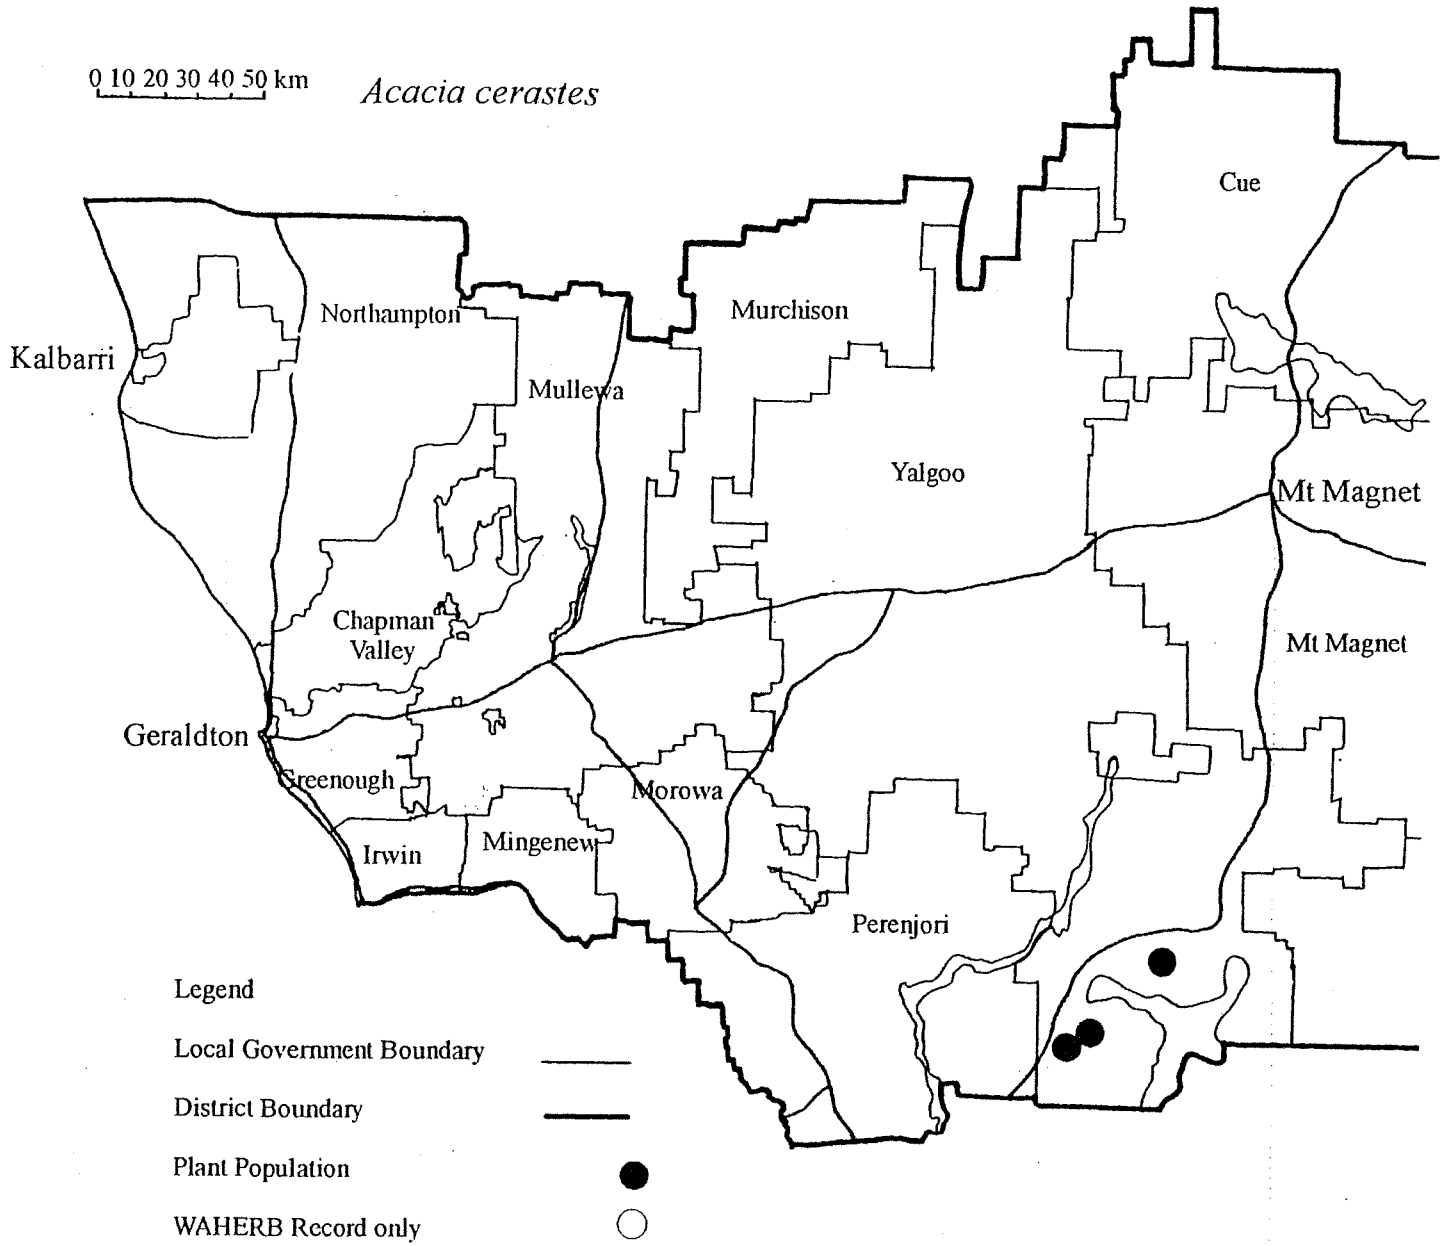 0 10 20 30 40 50 km
Acacia cerastes
Cue
Northampton
Murchison
Kalbarri
Mullewa
Yalgoo
Mt Magnet
Chapman
Valley
Mt Magnet
Geraldton
Greenough
Morowa
Irwin
Mingenew
Perenjori
Legend
Local Government Boundary
District Boundary
Plant Population
WAHERB Record only